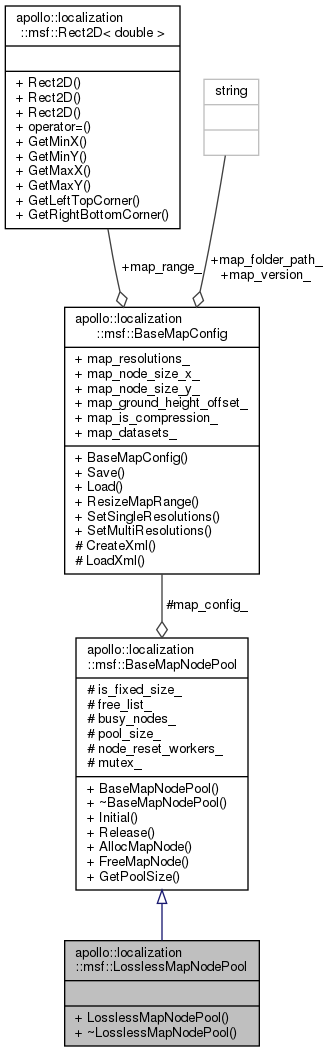 apollo::localization
::msf::Rect2D< double >
+ Rect2D()
+ Rect2D()
+ Rect2D()
+ operator=()
+ GetMinX()
+ GetMinY()
+ GetMaxX()
+ GetMaxY()
+ GetLeftTopCorner()
+ GetRightBottomCorner()
string
+map_range_
+map_folder_path_
+map_version_
apollo::localization
::msf::BaseMapConfig
+ map_resolutions_
+ map_node_size_x_
+ map_node_size_y_
+ map_ground_height_offset_
+ map_is_compression_
+ map_datasets_
+ BaseMapConfig()
+ Save()
+ Load()
+ ResizeMapRange()
+ SetSingleResolutions()
+ SetMultiResolutions()
# CreateXml()
# LoadXml()
#map_config_
apollo::localization
::msf::BaseMapNodePool
# is_fixed_size_
# free_list_
# busy_nodes_
# pool_size_
# node_reset_workers_
# mutex_
+ BaseMapNodePool()
+ ~BaseMapNodePool()
+ Initial()
+ Release()
+ AllocMapNode()
+ FreeMapNode()
+ GetPoolSize()
apollo::localization
::msf::LosslessMapNodePool
+ LosslessMapNodePool()
+ ~LosslessMapNodePool()